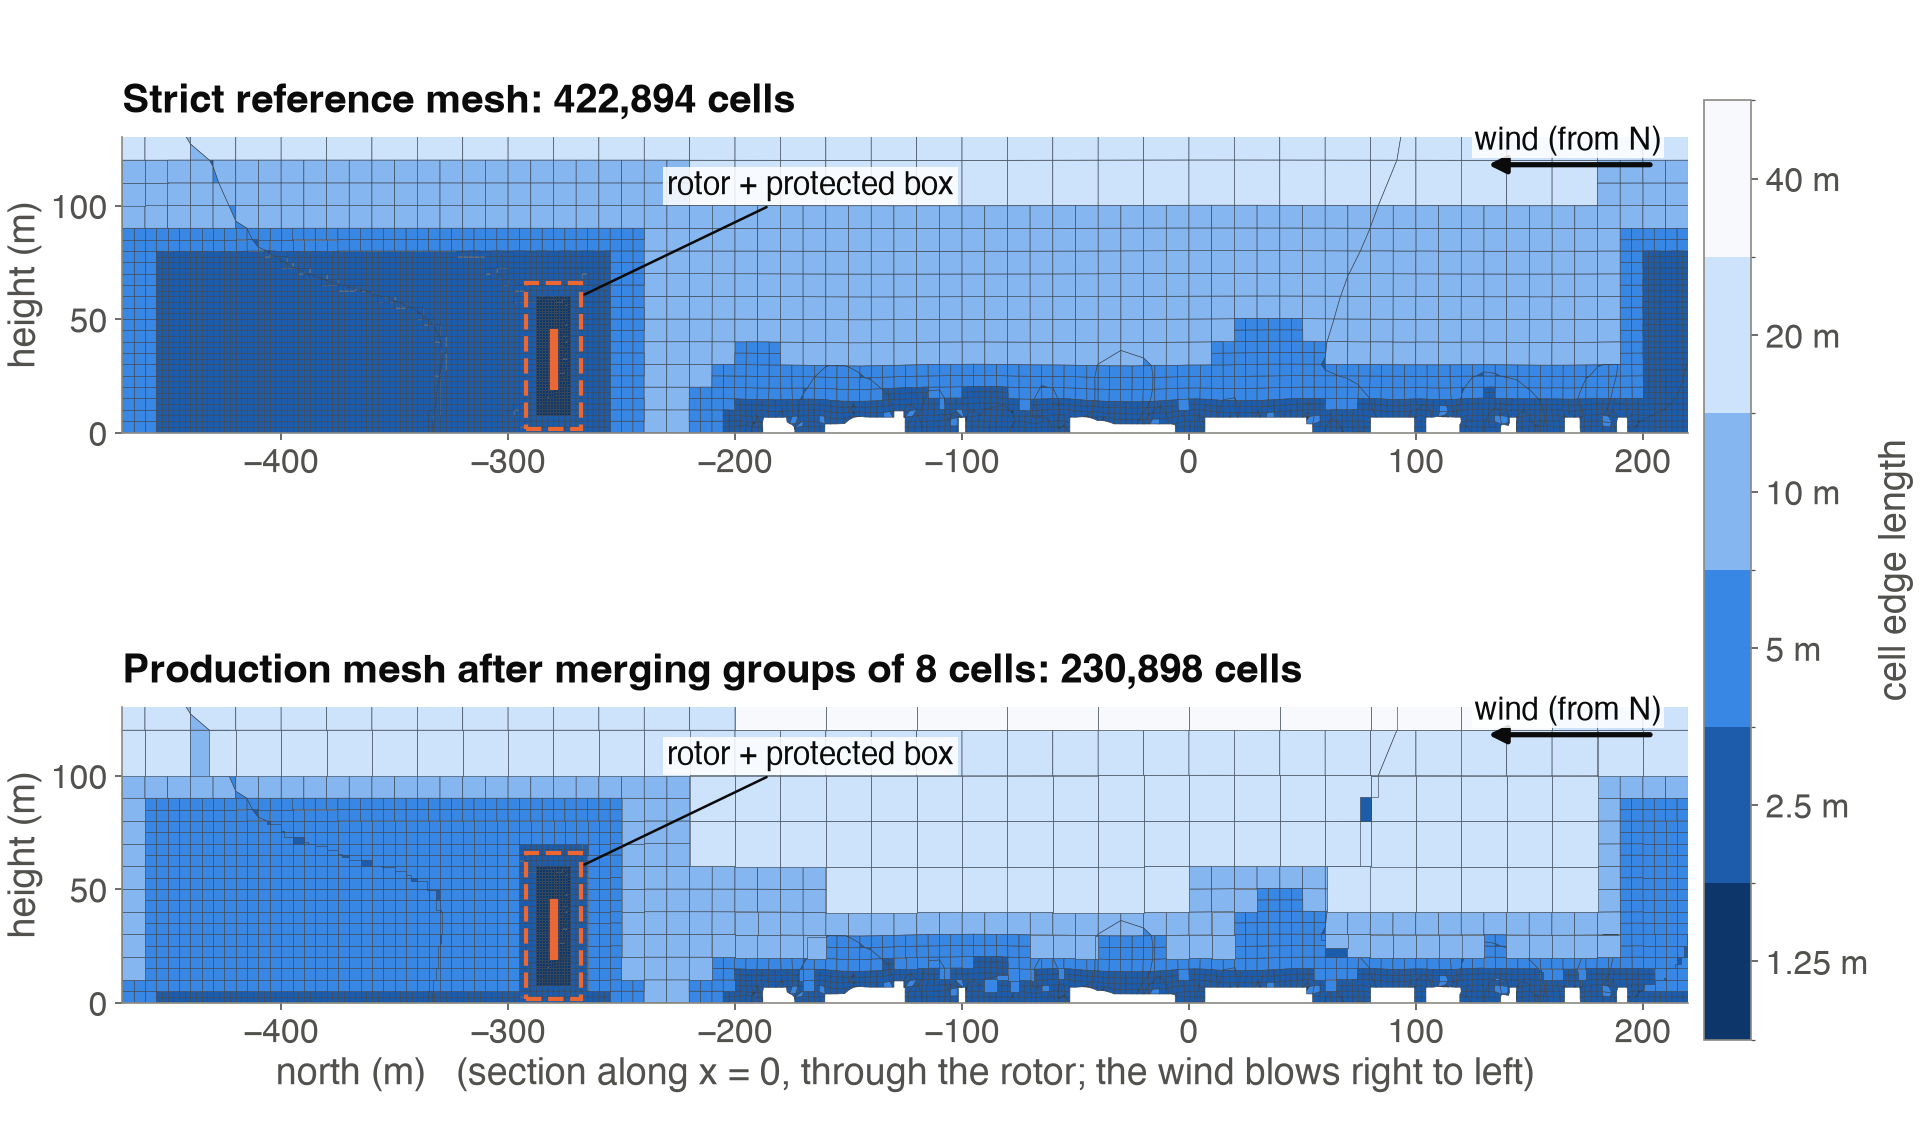 Strict reference mesh: 422,894 cells
wind (from N)
rotor + protected box
height (m)
100
50
0
−400
−300
−200
−100
0
100
200
Production mesh after merging groups of 8 cells: 230,898 cells
wind (from N)
rotor + protected box
height (m)
100
50
0
−400
−300
−200
−100
0
100
200
north (m) (section along x = 0, through the rotor; the wind blows right to left)
40 m
20 m
10 m
5 m
2.5 m
1.25 m
cell edge length